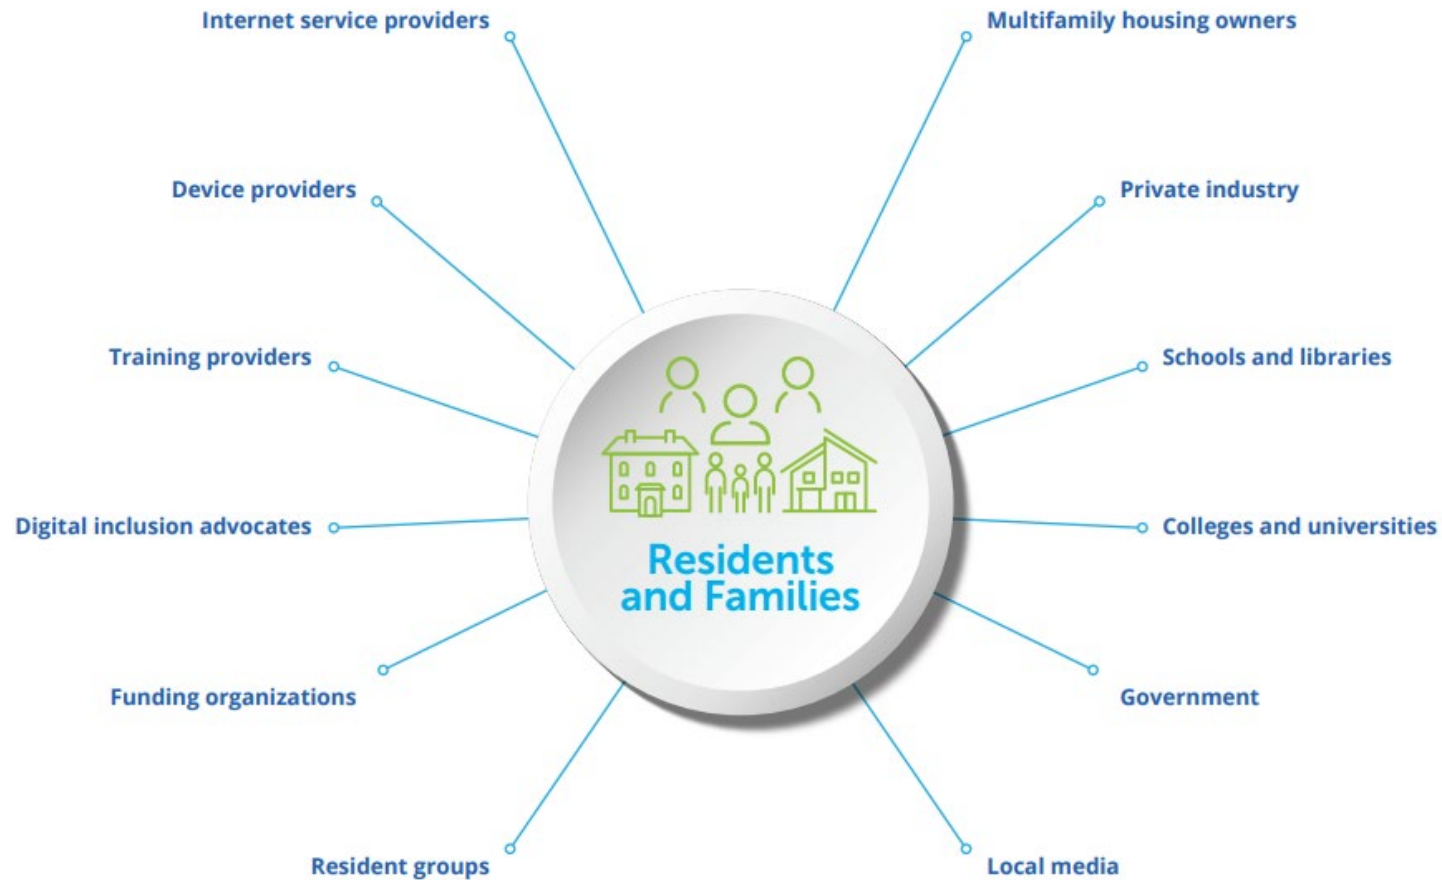 Internet service providers
Multifamily housing owners
Device providers
Private industry
Training providers
Schools and libraries
Residents
and Families
Digital inclusion advocates
Colleges and universities
Funding organizations
Government
Resident groups
Local media